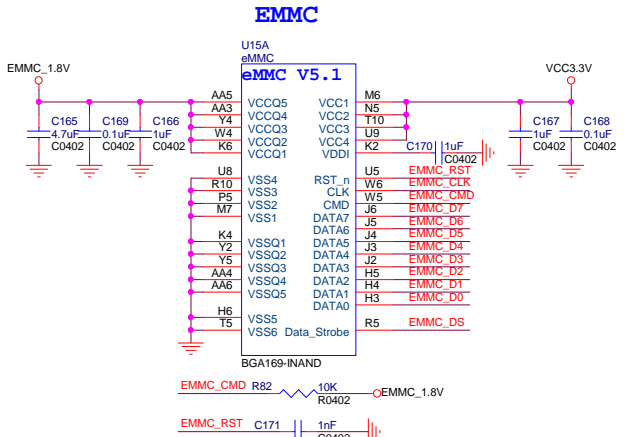 EMMC
U15A
eMMC
eMMC V5.1
EMMC_1.8V
VCC3.3V
AA5 VCCQ5 VCC1 M6
AA3 VCCQ4 VCC2 N5
Y4 VCCQ3 VCC3 T10
W4 VCCQ2 VCC4 U9
K6 VCCQ1 VDDI K2
C165 C169 C166
4.7uF 0.1uF 1uF
C0402 C0402 C0402
C170 1uF
C0402
C167 C168
1uF 0.1uF
C0402 C0402
U8 VSS4 RST_n U5 EMMC_RST
R10 VSS3 CLK W6 EMMC_CLK
P5 VSS2 CMD W5 EMMC_CMD
M7 VSS1 DATA7 J6 EMMC_D7
DATA6 J5 EMMC_D6
K4 VSSQ1 DATA5 J4 EMMC_D5
Y2 VSSQ2 DATA4 J3 EMMC_D4
Y5 VSSQ3 DATA3 J2 EMMC_D3
AA4 VSSQ4 DATA2 H5 EMMC_D2
AA6 VSSQ5 DATA1 H4 EMMC_D1
DATA0 H3 EMMC_D0
H6 VSS5
T5 VSS6 Data_Strobe R5 EMMC_DS
BGA169-INAND
EMMC_CMD R82 10K EMMC_1.8V
R0402
EMMC_RST C171 1nF